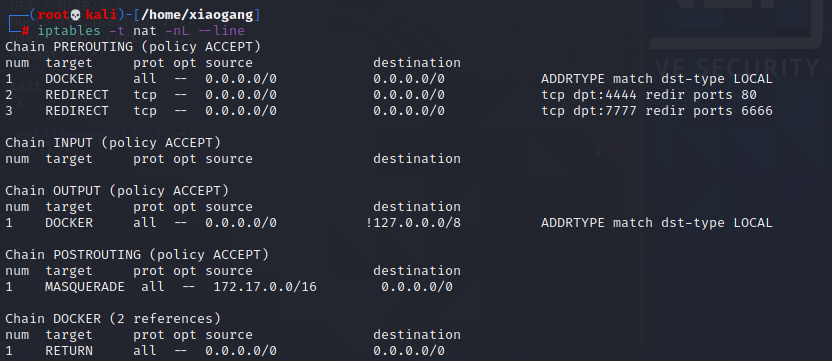 (root💀kali)-[/home/xiaogang]
# iptables -t nat -nL --line
Chain PREROUTING (policy ACCEPT)
num  target     prot opt source               destination
1    DOCKER     all  --  0.0.0.0/0            0.0.0.0/0            ADDRTYPE match dst-type LOCAL
2    REDIRECT   tcp  --  0.0.0.0/0            0.0.0.0/0            tcp dpt:4444 redir ports 80
3    REDIRECT   tcp  --  0.0.0.0/0            0.0.0.0/0            tcp dpt:7777 redir ports 6666
Chain INPUT (policy ACCEPT)
num  target     prot opt source               destination
Chain OUTPUT (policy ACCEPT)
num  target     prot opt source               destination
1    DOCKER     all  --  0.0.0.0/0           !127.0.0.0/8          ADDRTYPE match dst-type LOCAL
Chain POSTROUTING (policy ACCEPT)
num  target     prot opt source               destination
1    MASQUERADE  all  --  172.17.0.0/16        0.0.0.0/0
Chain DOCKER (2 references)
num  target     prot opt source               destination
1    RETURN     all  --  0.0.0.0/0            0.0.0.0/0
VE SECURITY